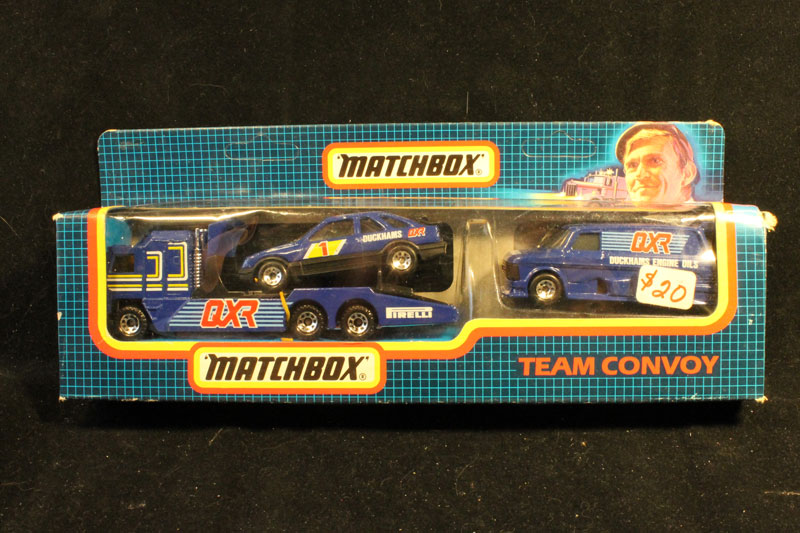 MATCHBOX
®
1
DUCKHAMS QXR
QXR
PIRELLI
QXR
DUCKHAMS ENGINE OILS
$20
MATCHBOX
®
TEAM CONVOY